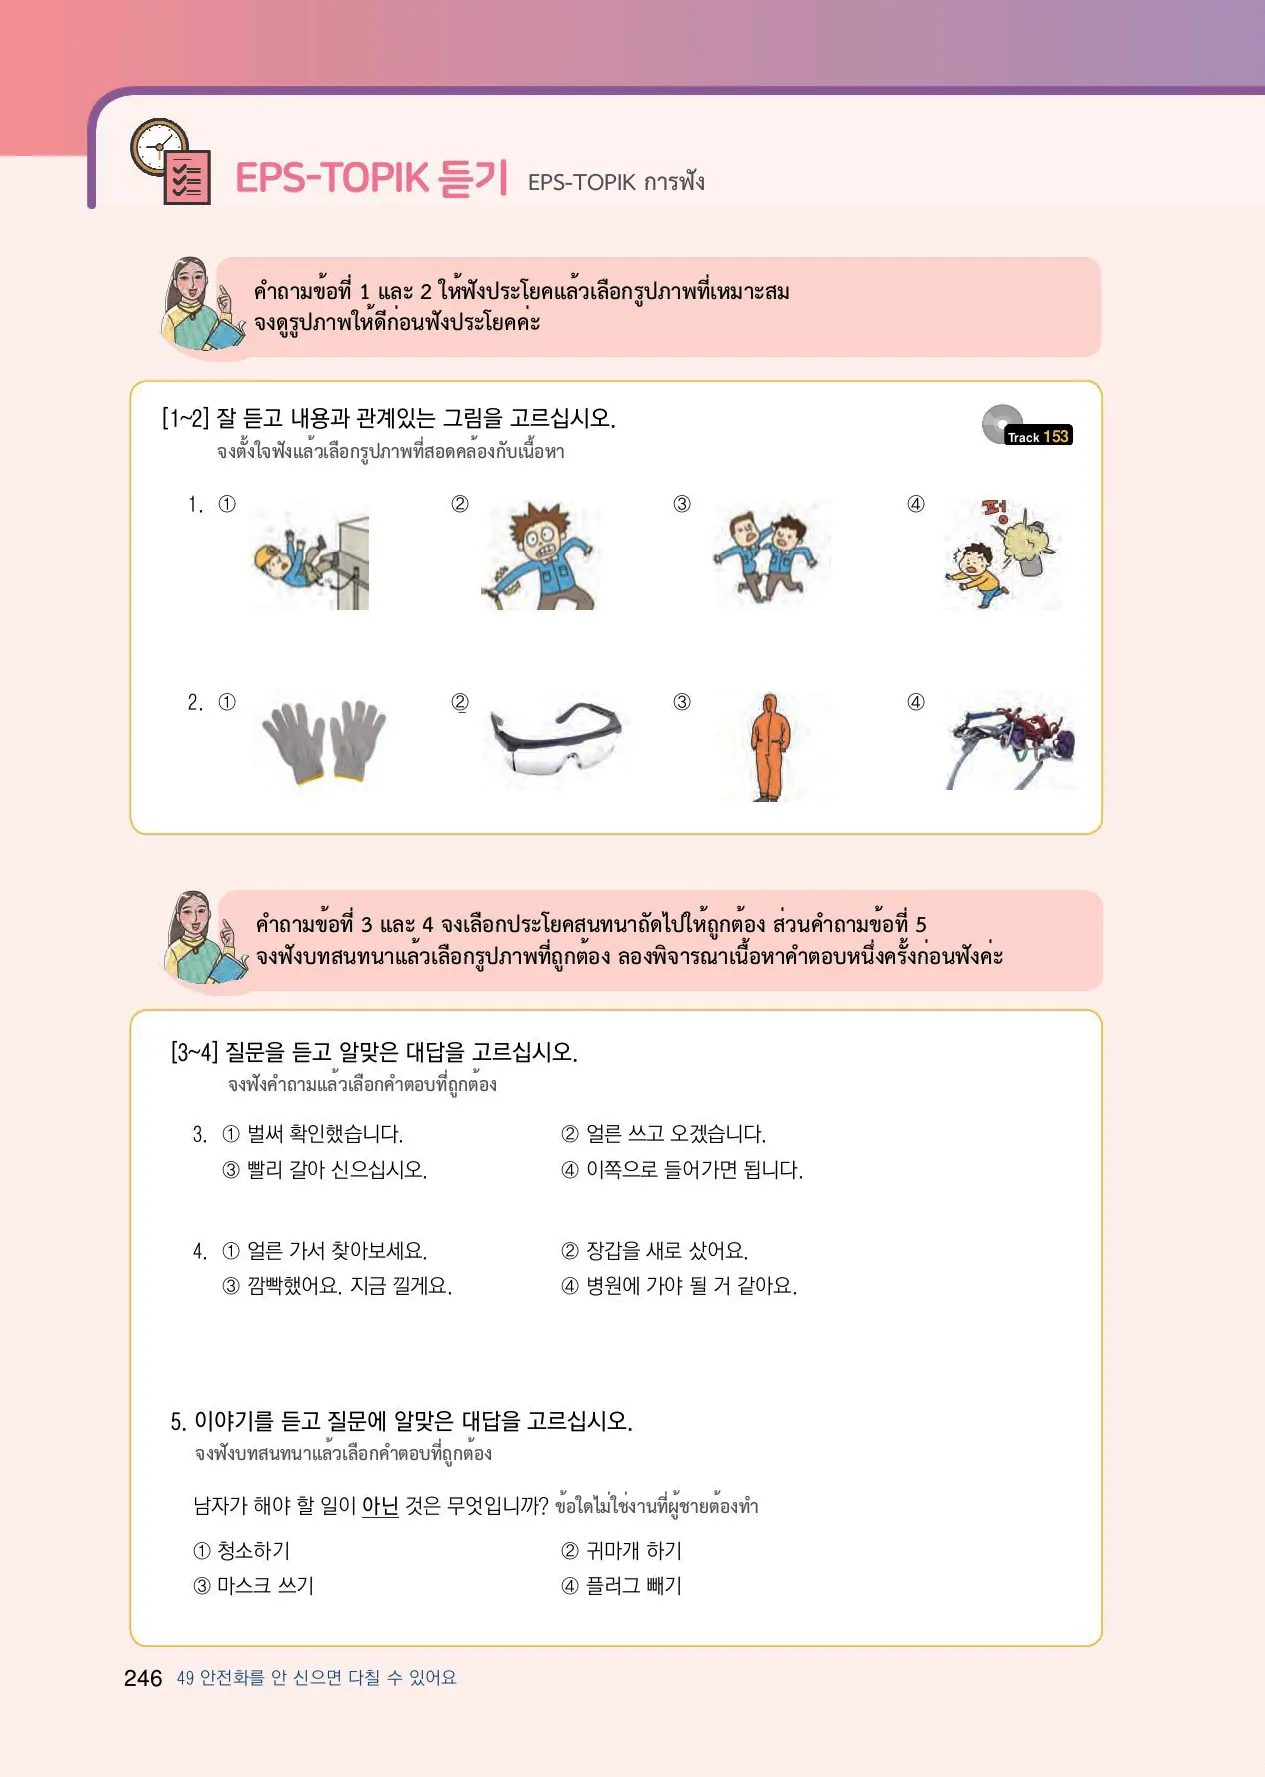 EPS-TOPIK 듣기 EPS-TOPIK การฟัง
คำถามข้อที่ 1 และ 2 ให้ฟังประโยคแล้วเลือกรูปภาพที่เหมาะสม
จงดูรูปภาพให้ดีก่อนฟังประโยคค่ะ
[1~2] 잘 듣고 내용과 관계있는 그림을 고르십시오.
Track 153
จงตั้งใจฟังแล้วเลือกรูปภาพที่สอดคล้องกับเนื้อหา
1. ① ② ③ ④
펑
2. ① ② ③ ④
คำถามข้อที่ 3 และ 4 จงเลือกประโยคสนทนาถัดไปให้ถูกต้อง ส่วนคำถามข้อที่ 5
จงฟังบทสนทนาแล้วเลือกรูปภาพที่ถูกต้อง ลองพิจารณาเนื้อหาคำตอบหนึ่งครั้งก่อนฟังค่ะ
[3~4] 질문을 듣고 알맞은 대답을 고르십시오.
จงฟังคำถามแล้วเลือกคำตอบที่ถูกต้อง
3. ① 벌써 확인했습니다. ② 얼른 쓰고 오겠습니다.
③ 빨리 갈아 신으십시오. ④ 이쪽으로 들어가면 됩니다.
4. ① 얼른 가서 찾아보세요. ② 장갑을 새로 샀어요.
③ 깜빡했어요. 지금 낄게요. ④ 병원에 가야 될 거 같아요.
5. 이야기를 듣고 질문에 알맞은 대답을 고르십시오.
จงฟังบทสนทนาแล้วเลือกคำตอบที่ถูกต้อง
남자가 해야 할 일이 아닌 것은 무엇입니까? ข้อใดไม่ใช่งานที่ผู้ชายต้องทำ
① 청소하기 ② 귀마개 하기
③ 마스크 쓰기 ④ 플러그 빼기
246 49 안전화를 안 신으면 다칠 수 있어요